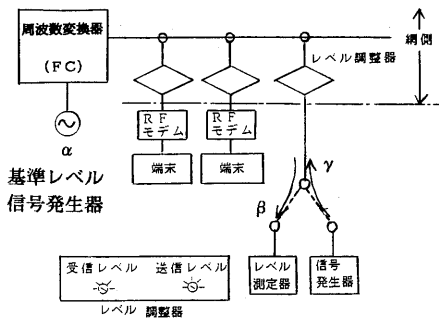 周波数変換器
(FC)
網側
レベル調整器
RF
モデム
RF
モデム
端末
端末
α
基準レベル
信号発生器
γ
β
受信レベル 送信レベル
レベル 調整器
レベル
測定器
信号
発生器